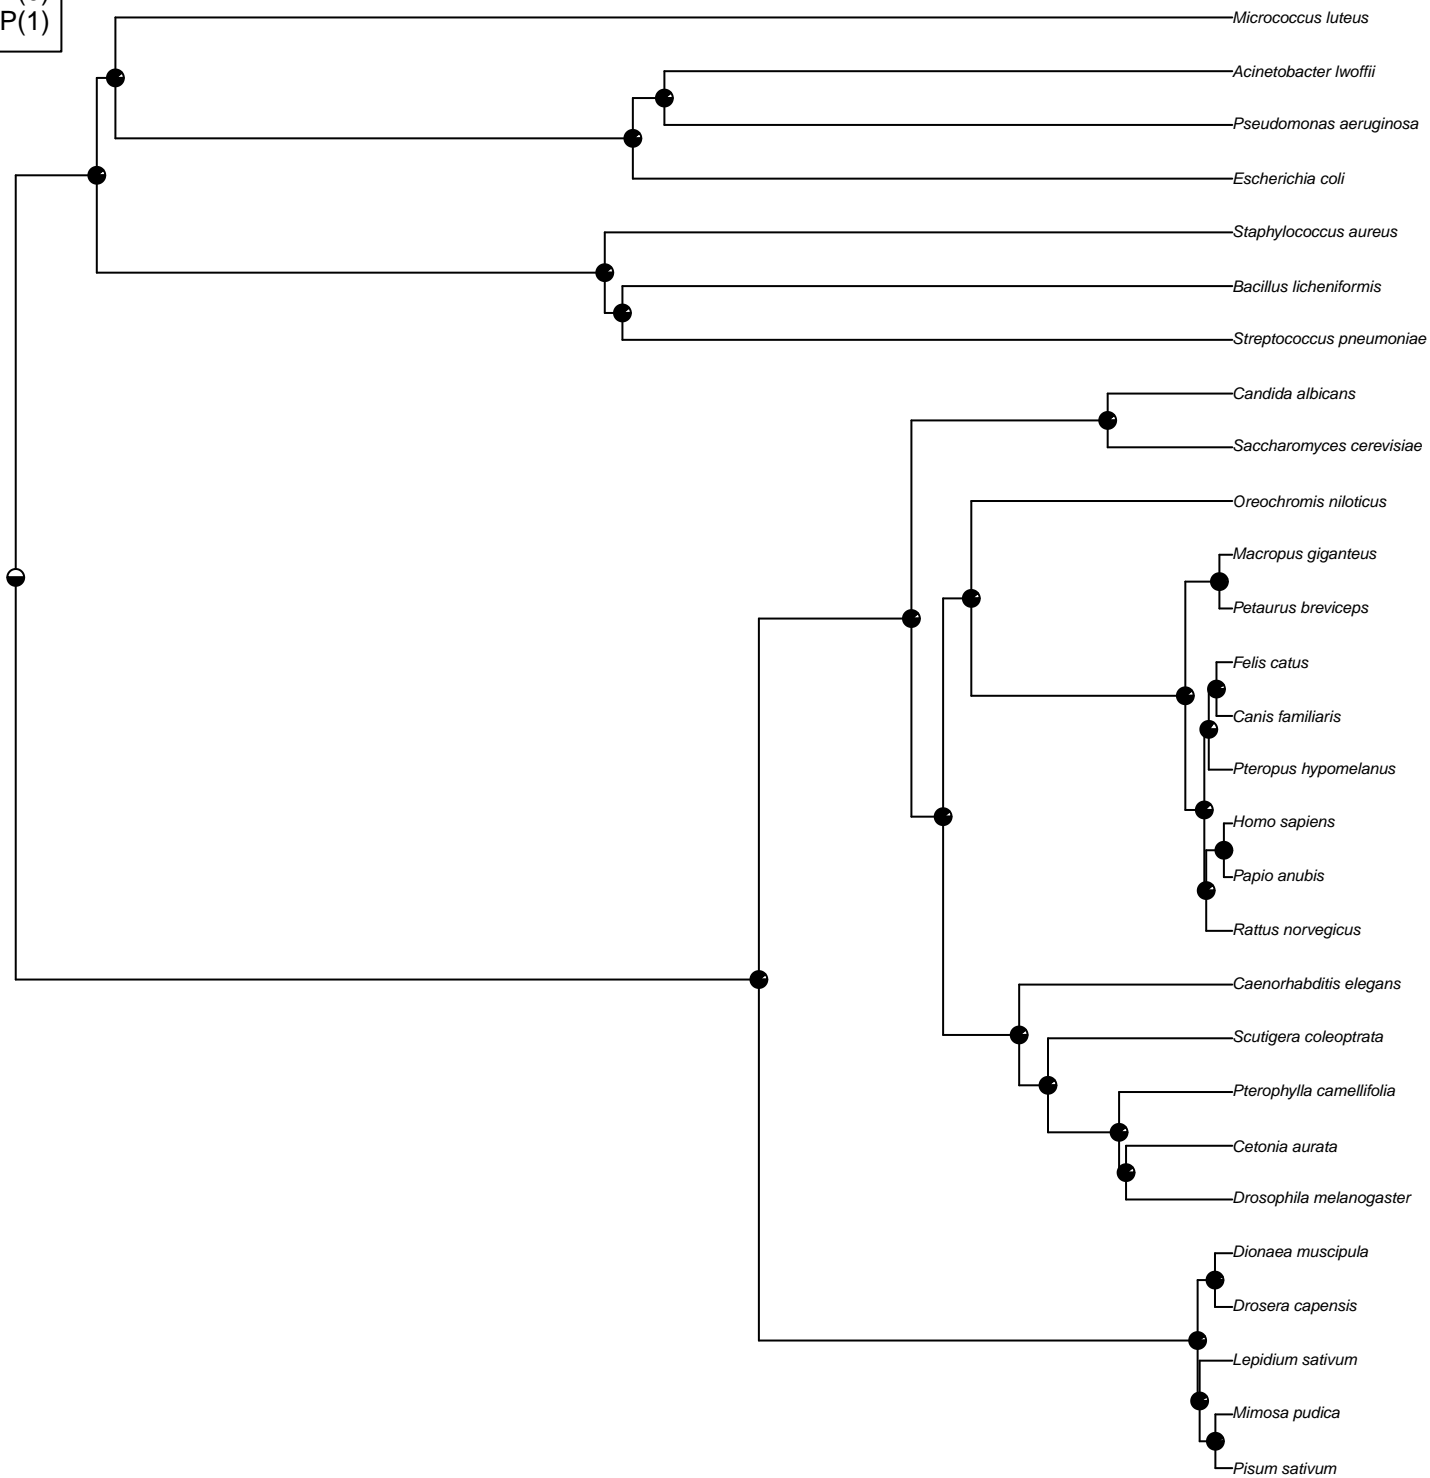 P(1)
Micrococcus luteus
Acinetobacter lwoffii
Pseudomonas aeruginosa
Escherichia coli
Staphylococcus aureus
Bacillus licheniformis
Streptococcus pneumoniae
Candida albicans
Saccharomyces cerevisiae
Oreochromis niloticus
Macropus giganteus
Petaurus breviceps
Felis catus
Canis familiaris
Pteropus hypomelanus
Homo sapiens
Papio anubis
Rattus norvegicus
Caenorhabditis elegans
Scutigera coleoptrata
Pterophylla camellifolia
Cetonia aurata
Drosophila melanogaster
Dionaea muscipula
Drosera capensis
Lepidium sativum
Mimosa pudica
Pisum sativum